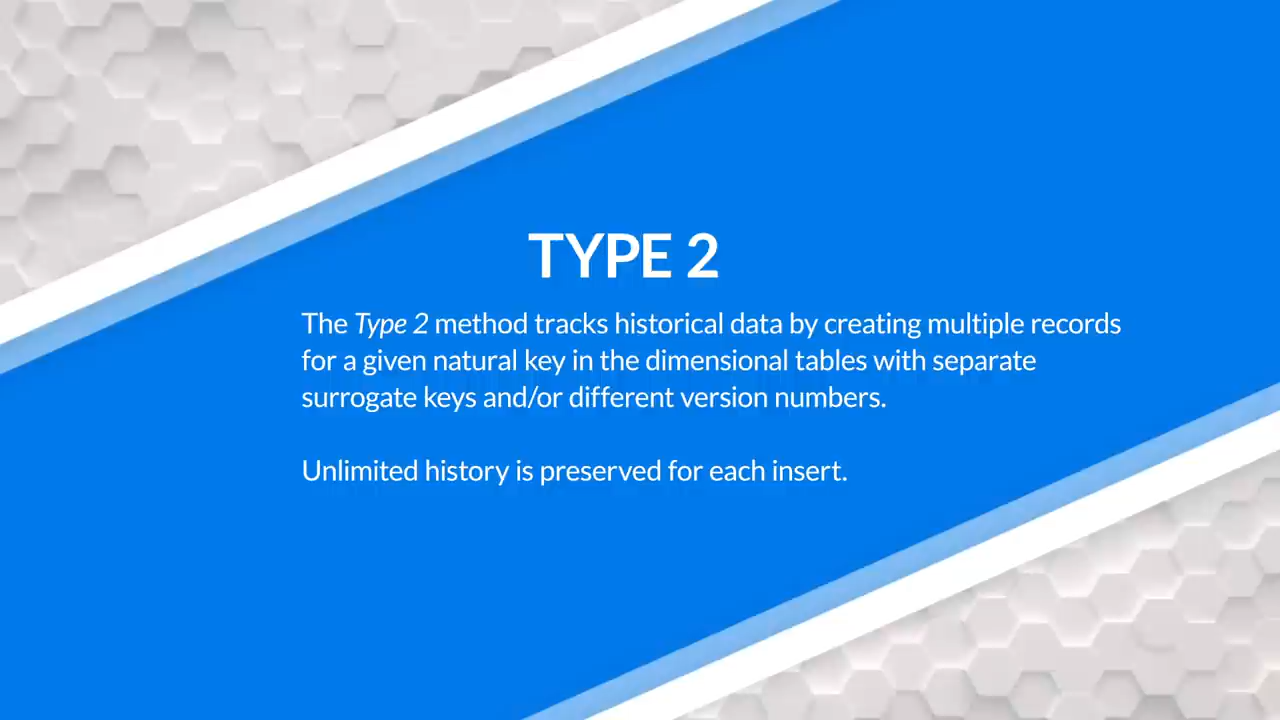 TYPE 2
The Type 2 method tracks historical data by creating multiple records
for a given natural key in the dimensional tables with separate
surrogate keys and/or different version numbers.
Unlimited history is preserved for each insert.